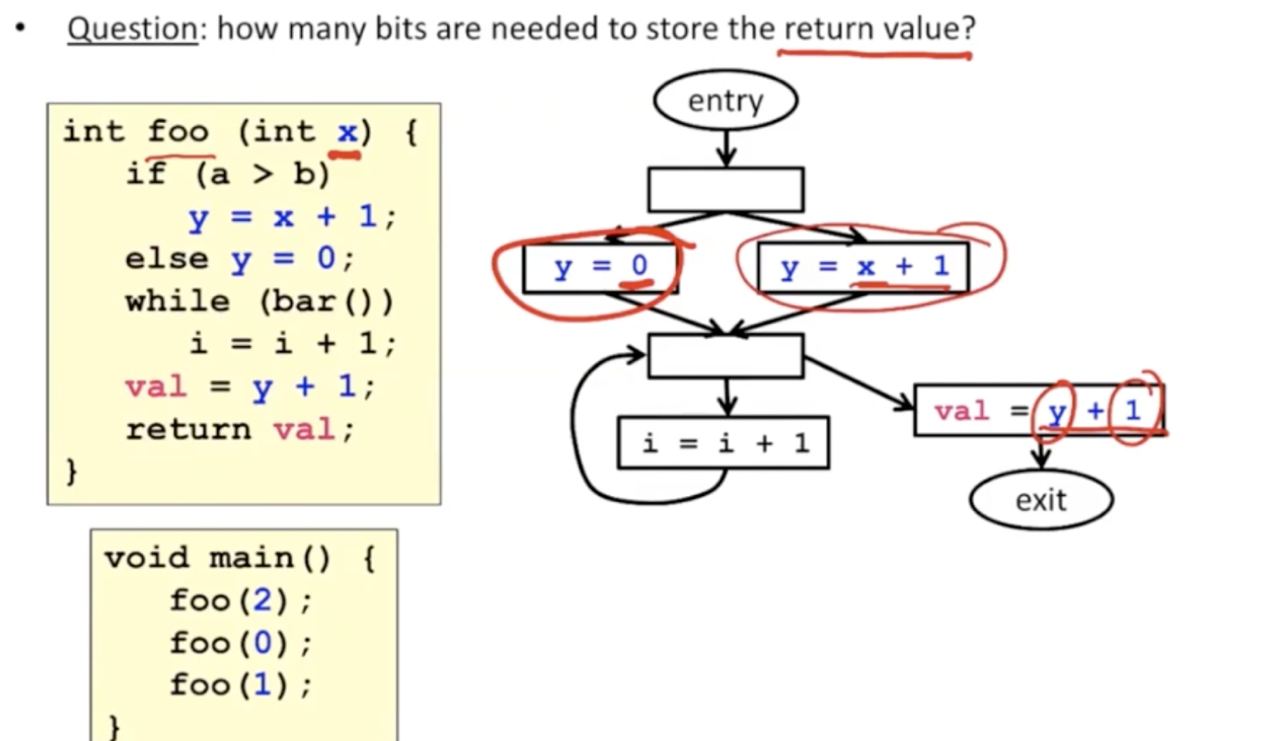 • Question: how many bits are needed to store the return value?
int foo (int x) {
if (a > b)
y = x + 1;
else y = 0;
while (bar())
i = i + 1;
val = y + 1;
return val;
}
void main() {
foo(2);
foo(0);
foo(1);
}
entry
y = 0
y = x + 1
i = i + 1
val = y + 1
exit